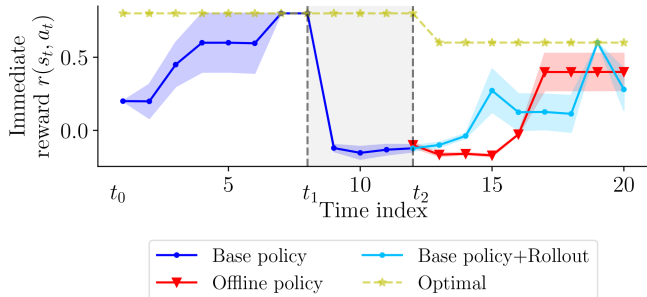 Immediate
reward r(s_t, a_t)
0.5
0.0
t_0 5 t_1 10 t_2 15 20
Time index
Base policy Base policy+Rollout
Offline policy Optimal